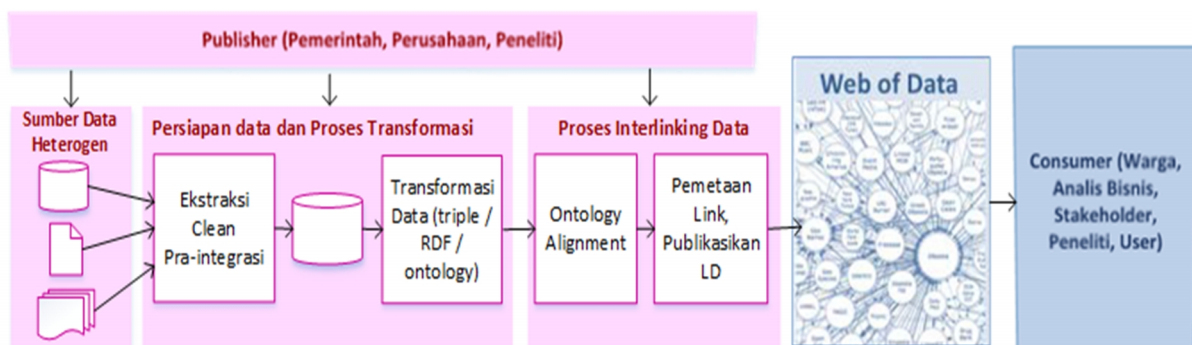 Publisher (Pemerintah, Perusahaan, Peneliti)
Sumber Data
Heterogen
Persiapan data dan Proses Transformasi
Ekstraksi
Clean
Pra-integrasi
Transformasi
Data (triple /
RDF /
ontology)
Proses Interlinking Data
Ontology
Alignment
Pemetaan
Link,
Publikasikan
LD
Web of Data
Consumer (Warga,
Analis Bisnis,
Stakeholder,
Peneliti, User)